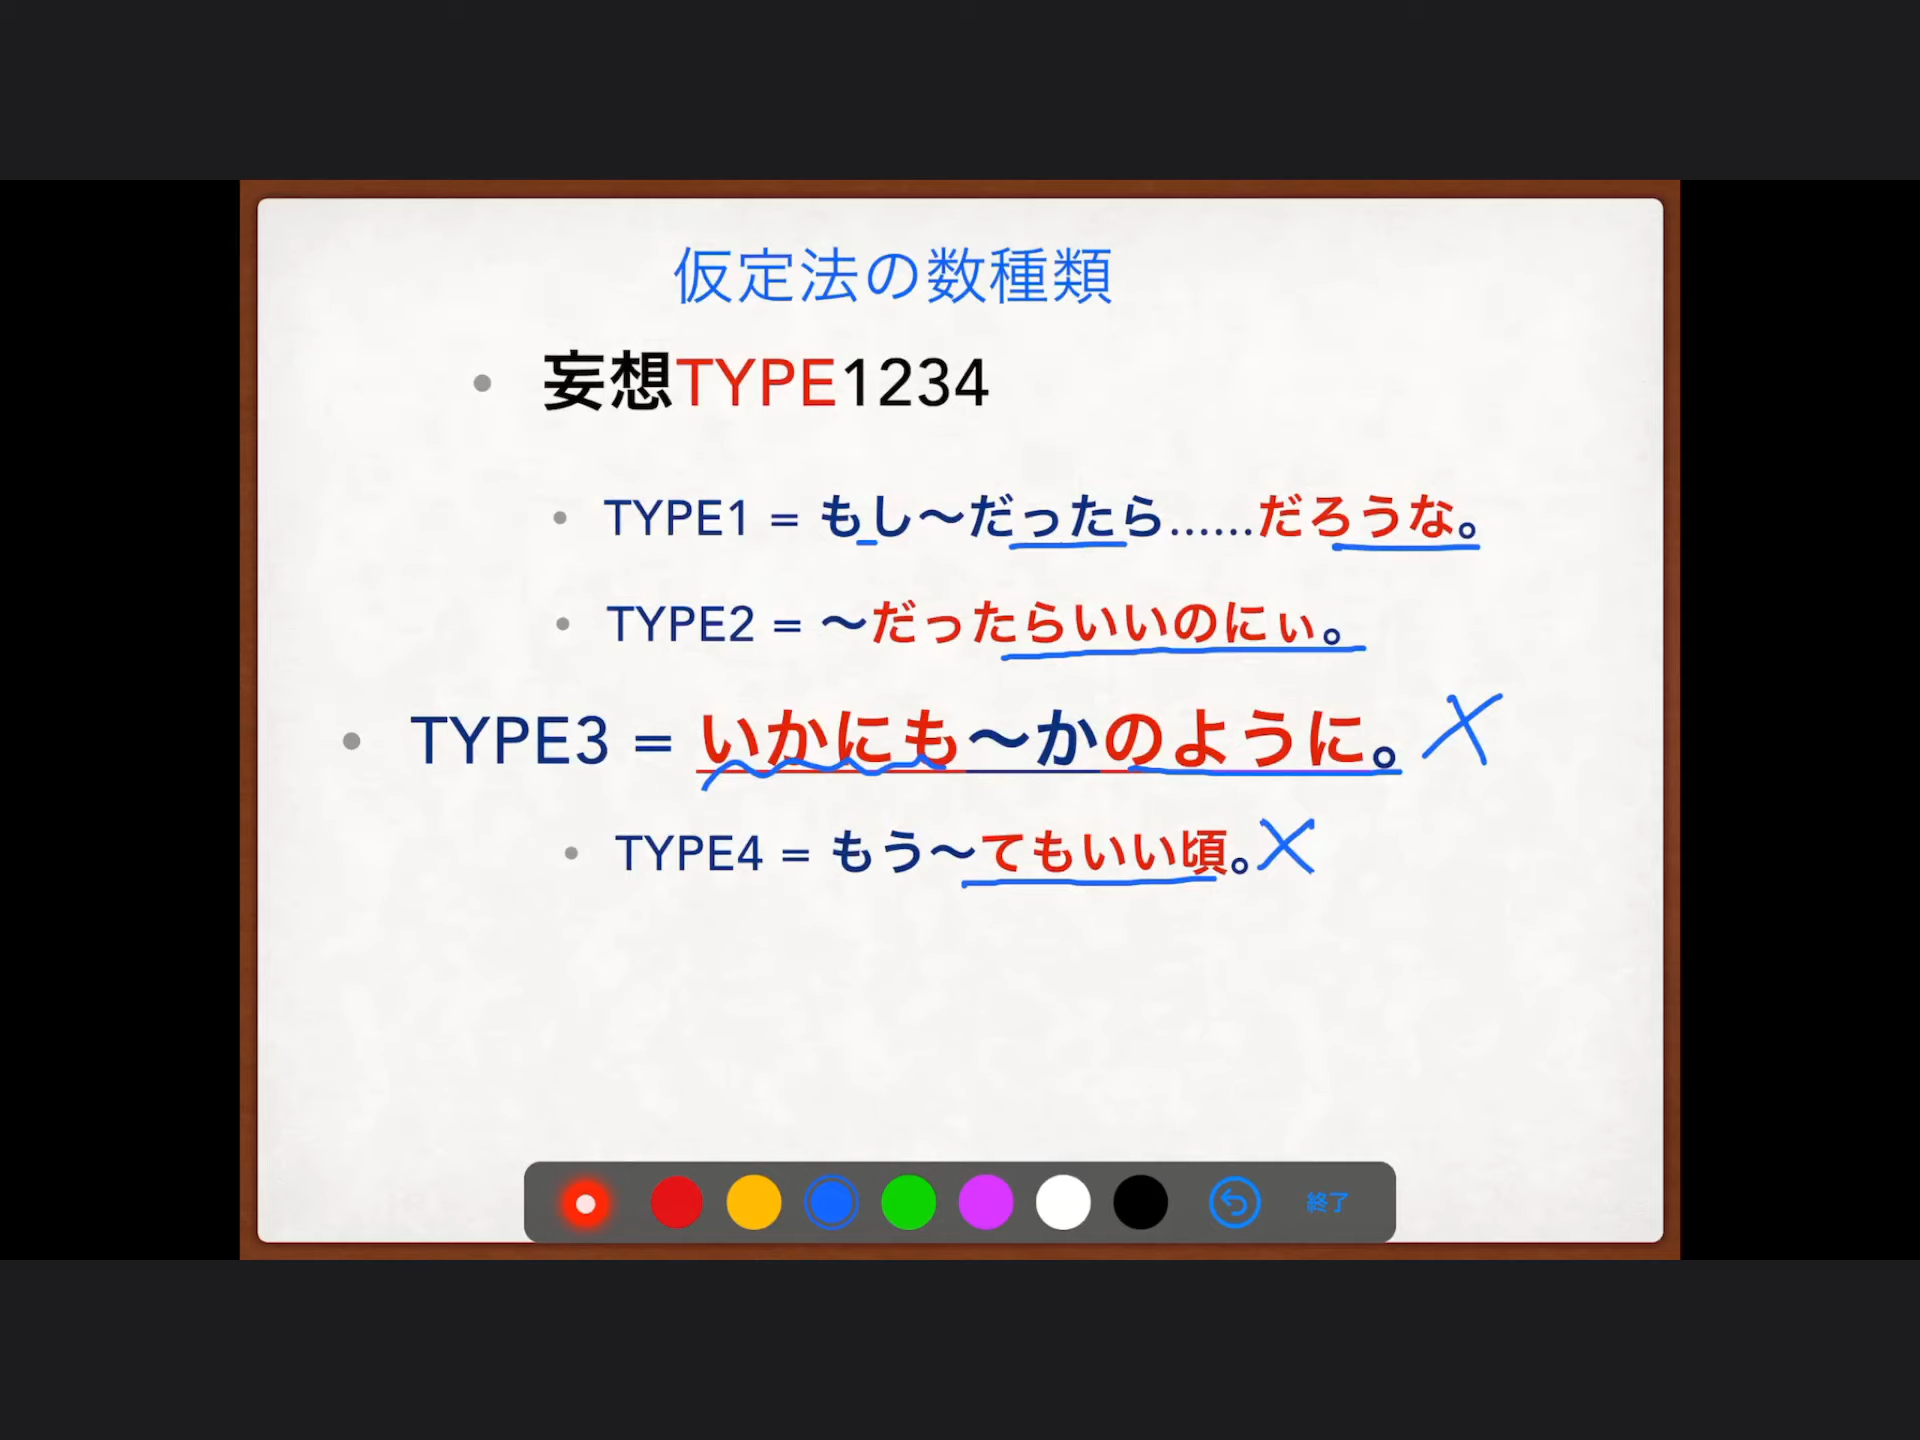 仮定法の数種類
• 妄想TYPE1234
• TYPE1 = もし〜だったら......だろうな。
• TYPE2 = 〜だったらいいのにぃ。
• TYPE3 = いかにも〜かのように。
• TYPE4 = もう〜てもいい頃。
終了